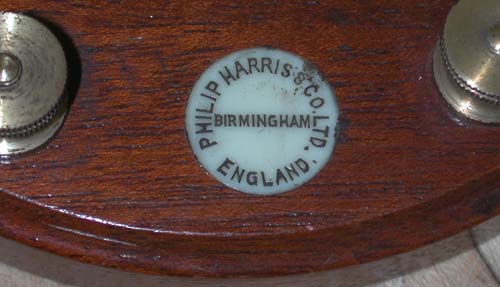 PHILIP HARRIS & CO. LTD.
BIRMINGHAM
ENGLAND.